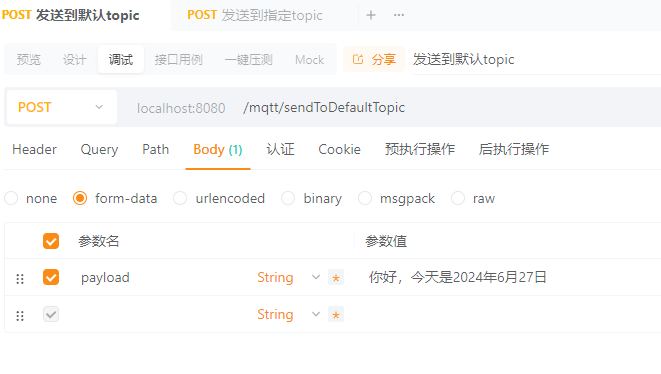 POST 发送到默认topic POST 发送到指定topic + ···
预览 设计 调试 接口用例 一键压测 Mock 分享 发送到默认topic
POST localhost:8080 /mqtt/sendToDefaultTopic
Header Query Path Body (1) 认证 Cookie 预执行操作 后执行操作
none form-data urlencoded binary msgpack raw
参数名 参数值
payload String * 你好，今天是2024年6月27日
String *